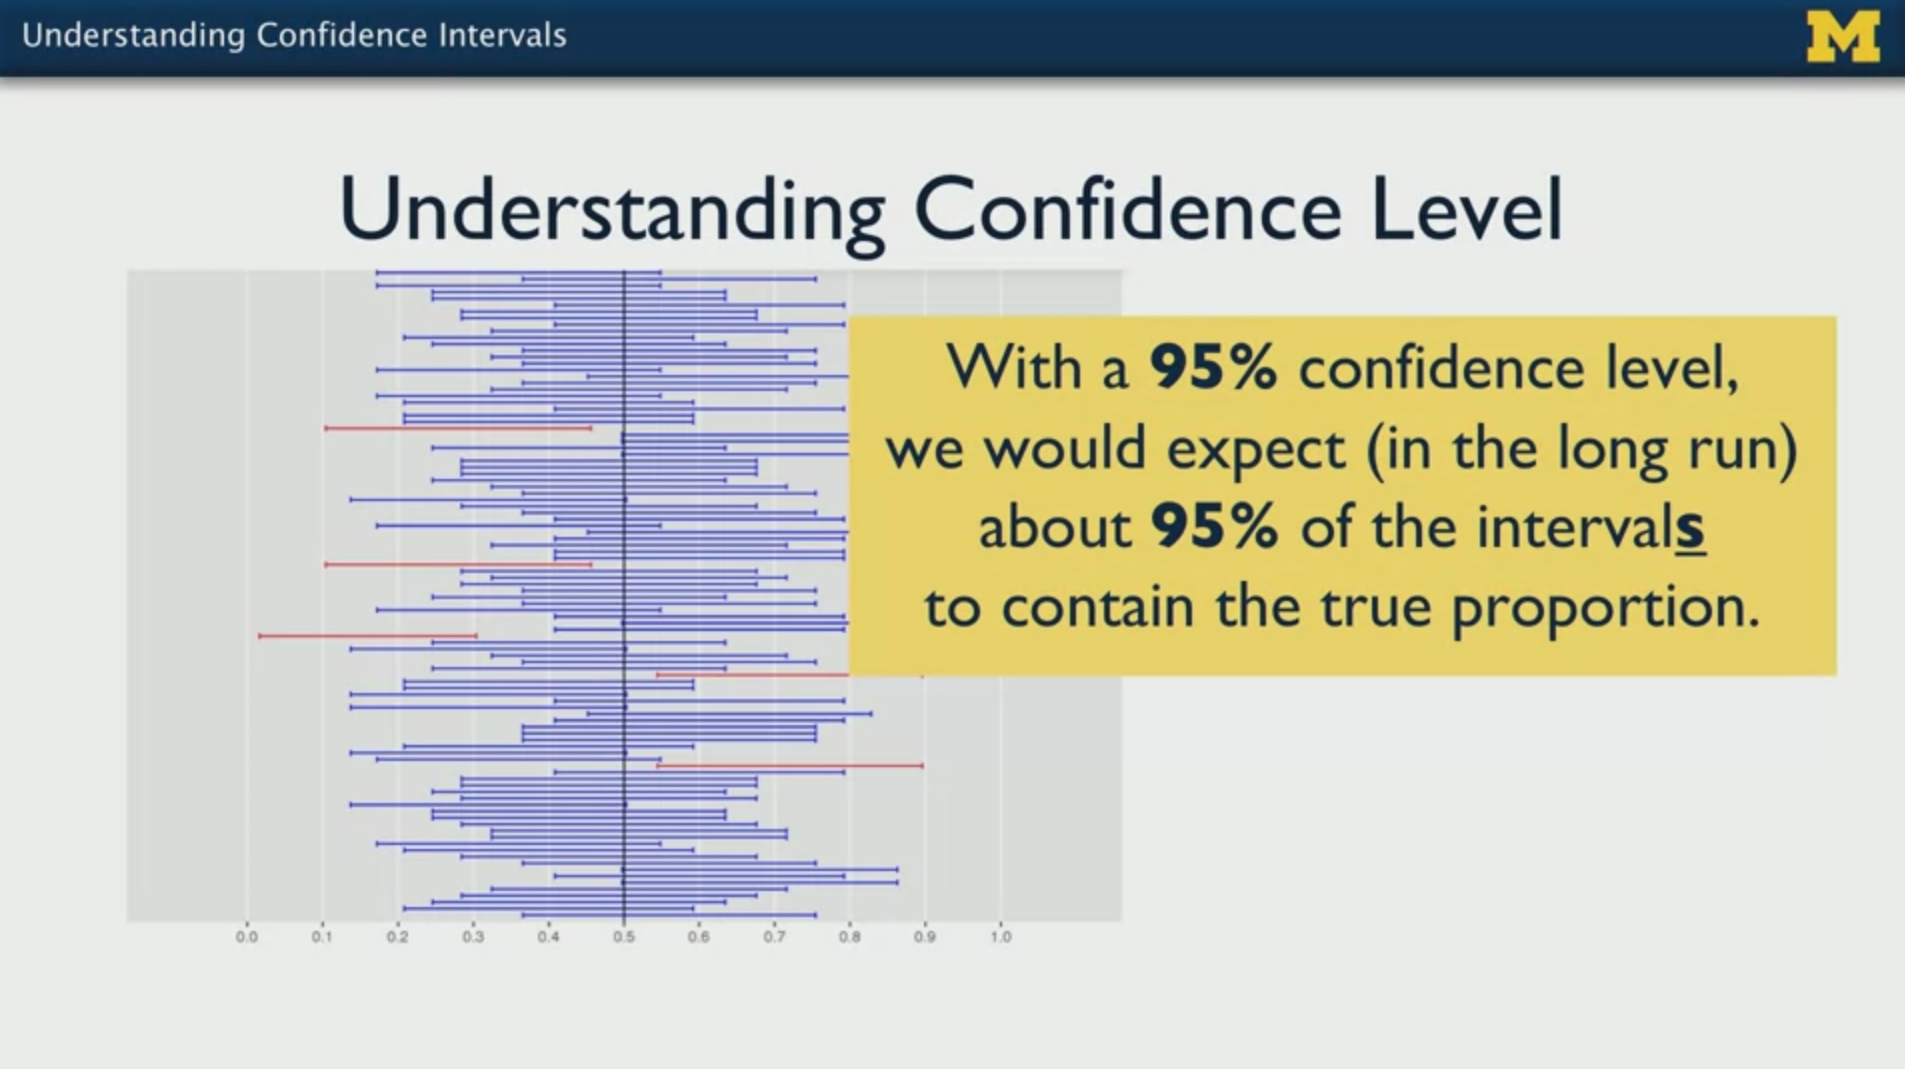 Understanding Confidence Intervals
M
Understanding Confidence Level
With a 95% confidence level,
we would expect (in the long run)
about 95% of the intervals
to contain the true proportion.
0.0 0.1 0.2 0.3 0.4 0.5 0.6 0.7 0.8 0.9 1.0